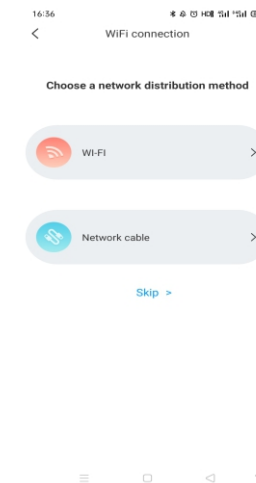 16:36
WiFi connection
Choose a network distribution method
WI-FI
Network cable
Skip >